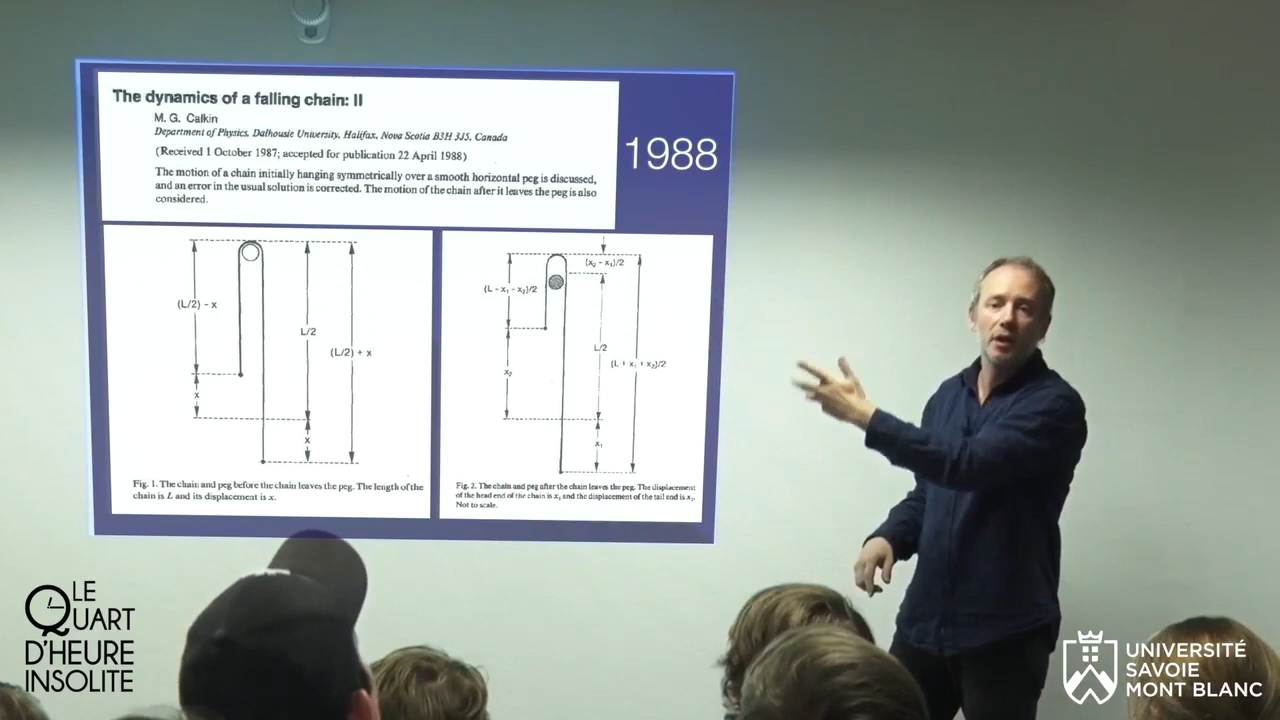 The dynamics of a falling chain: II
M. G. Calkin
Department of Physics, Dalhousie University, Halifax, Nova Scotia B3H 3J5, Canada
(Received 1 October 1987; accepted for publication 22 April 1988)
The motion of a chain initially hanging symmetrically over a smooth horizontal peg is discussed,
and an error in the usual solution is corrected. The motion of the chain after it leaves the peg is also
considered.
1988
(L/2) - x
x
L/2
x
(L/2) + x
Fig. 1. The chain and peg before the chain leaves the peg. The length of the
chain is L and its displacement is x.
(x₂ - x₁)/2
(L - x₁ - x₂)/2
x₂
L/2
x₁
(L + x₁ + x₂)/2
Fig. 2. The chain and peg after the chain leaves the peg. The displacement
of the head end of the chain is x₁ and the displacement of the tail end is x₂.
Not to scale.
LE
QUART
D'HEURE
INSOLITE
UNIVERSITÉ
SAVOIE
MONT BLANC